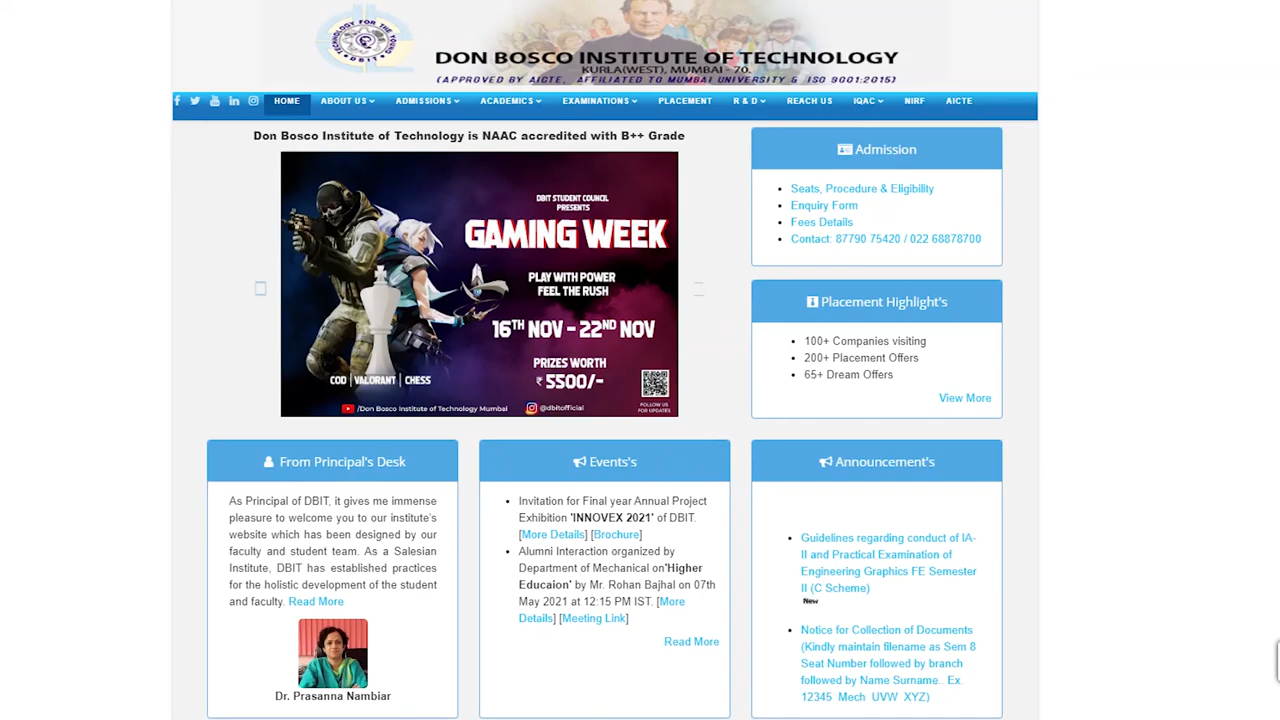 TECHNOLOGY FOR THE YOUNG
DBIT
DON BOSCO INSTITUTE OF TECHNOLOGY
KURLA(WEST), MUMBAI - 70.
(APPROVED BY AICTE, AFFILIATED TO MUMBAI UNIVERSITY & ISO 9001:2015)
HOME ABOUT US ADMISSIONS ACADEMICS EXAMINATIONS PLACEMENT R & D REACH US IQAC NIRF AICTE
Don Bosco Institute of Technology is NAAC accredited with B++ Grade
DBIT STUDENT COUNCIL
PRESENTS
GAMING WEEK
PLAY WITH POWER
FEEL THE RUSH
16TH NOV - 22ND NOV
PRIZES WORTH
₹ 5500/-
COD | VALORANT | CHESS
/Don Bosco Institute of Technology Mumbai
@dbitofficial
FOLLOW US
FOR UPDATES
Admission
Seats, Procedure & Eligibility
Enquiry Form
Fees Details
Contact: 87790 75420 / 022 68878700
Placement Highlight's
100+ Companies visiting
200+ Placement Offers
65+ Dream Offers
View More
From Principal's Desk
As Principal of DBIT, it gives me immense
pleasure to welcome you to our institute's
website which has been designed by our
faculty and student team. As a Salesian
Institute, DBIT has established practices
for the holistic development of the student
and faculty. Read More
Dr. Prasanna Nambiar
Events's
Invitation for Final year Annual Project
Exhibition 'INNOVEX 2021' of DBIT.
[More Details] [Brochure]
Alumni Interaction organized by
Department of Mechanical on'Higher
Educaion' by Mr. Rohan Bajhal on 07th
May 2021 at 12:15 PM IST. [More
Details] [Meeting Link]
Read More
Announcement's
Guidelines regarding conduct of IA-
II and Practical Examination of
Engineering Graphics FE Semester
II (C Scheme)
New
Notice for Collection of Documents
(Kindly maintain filename as Sem 8
Seat Number followed by branch
followed by Name Surname.. Ex.
12345_Mech_UVW_XYZ)